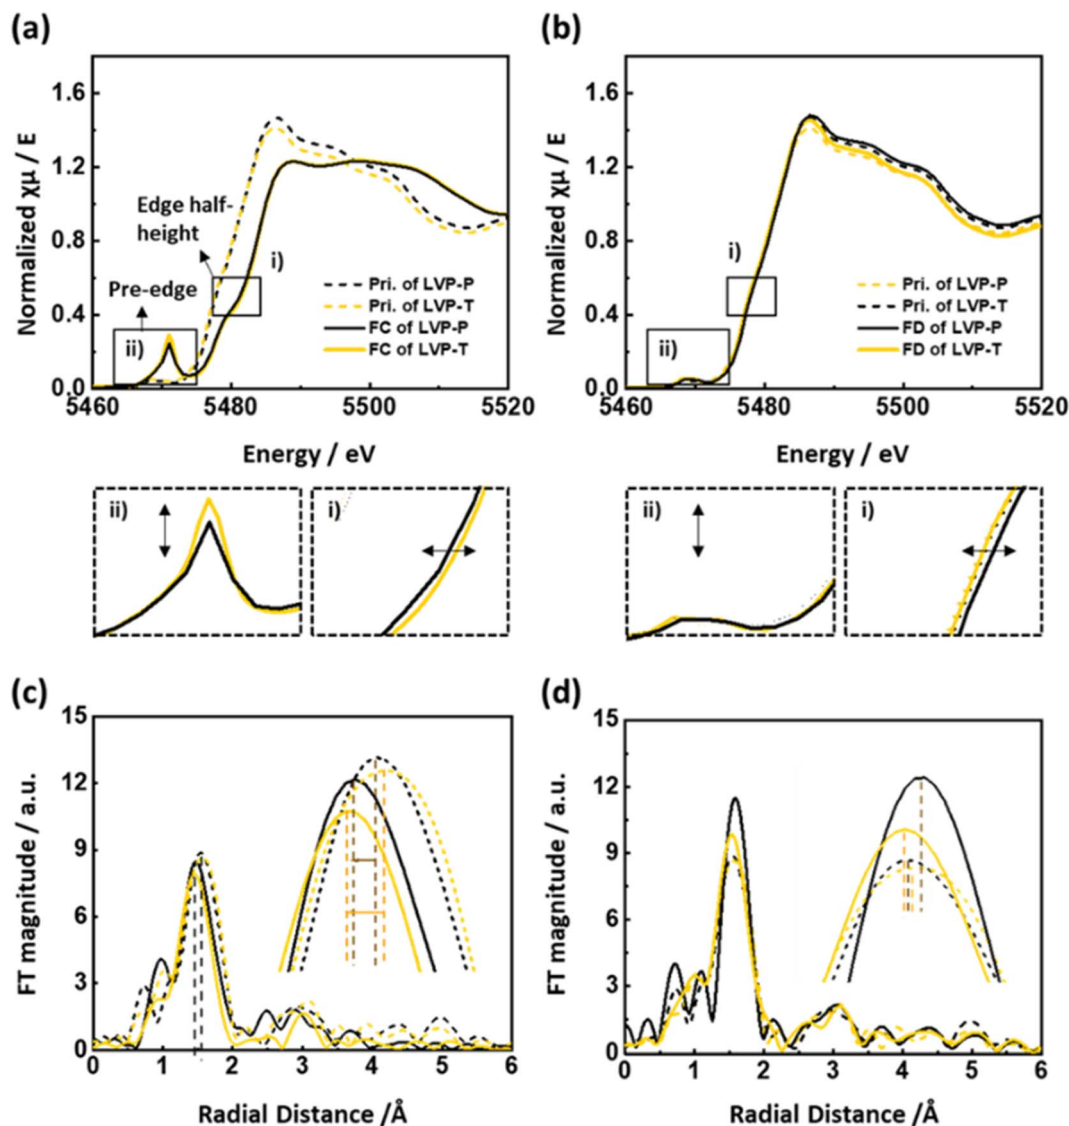 (a)
Normalized χμ / E
1.6
1.2
0.8
0.4
0.0
Edge half-
height
i)
Pre-edge
ii)
Pri. of LVP-P
Pri. of LVP-T
FC of LVP-P
FC of LVP-T
5460 5480 5500 5520
Energy / eV
(b)
Normalized χμ / E
1.6
1.2
0.8
0.4
0.0
i)
ii)
Pri. of LVP-P
Pri. of LVP-T
FD of LVP-P
FD of LVP-T
5460 5480 5500 5520
Energy / eV
ii)
i)
ii)
i)
(c)
FT magnitude / a.u.
15
12
9
6
3
0
0 1 2 3 4 5 6
Radial Distance /Å
(d)
FT magnitude / a.u.
15
12
9
6
3
0
0 1 2 3 4 5 6
Radial Distance /Å